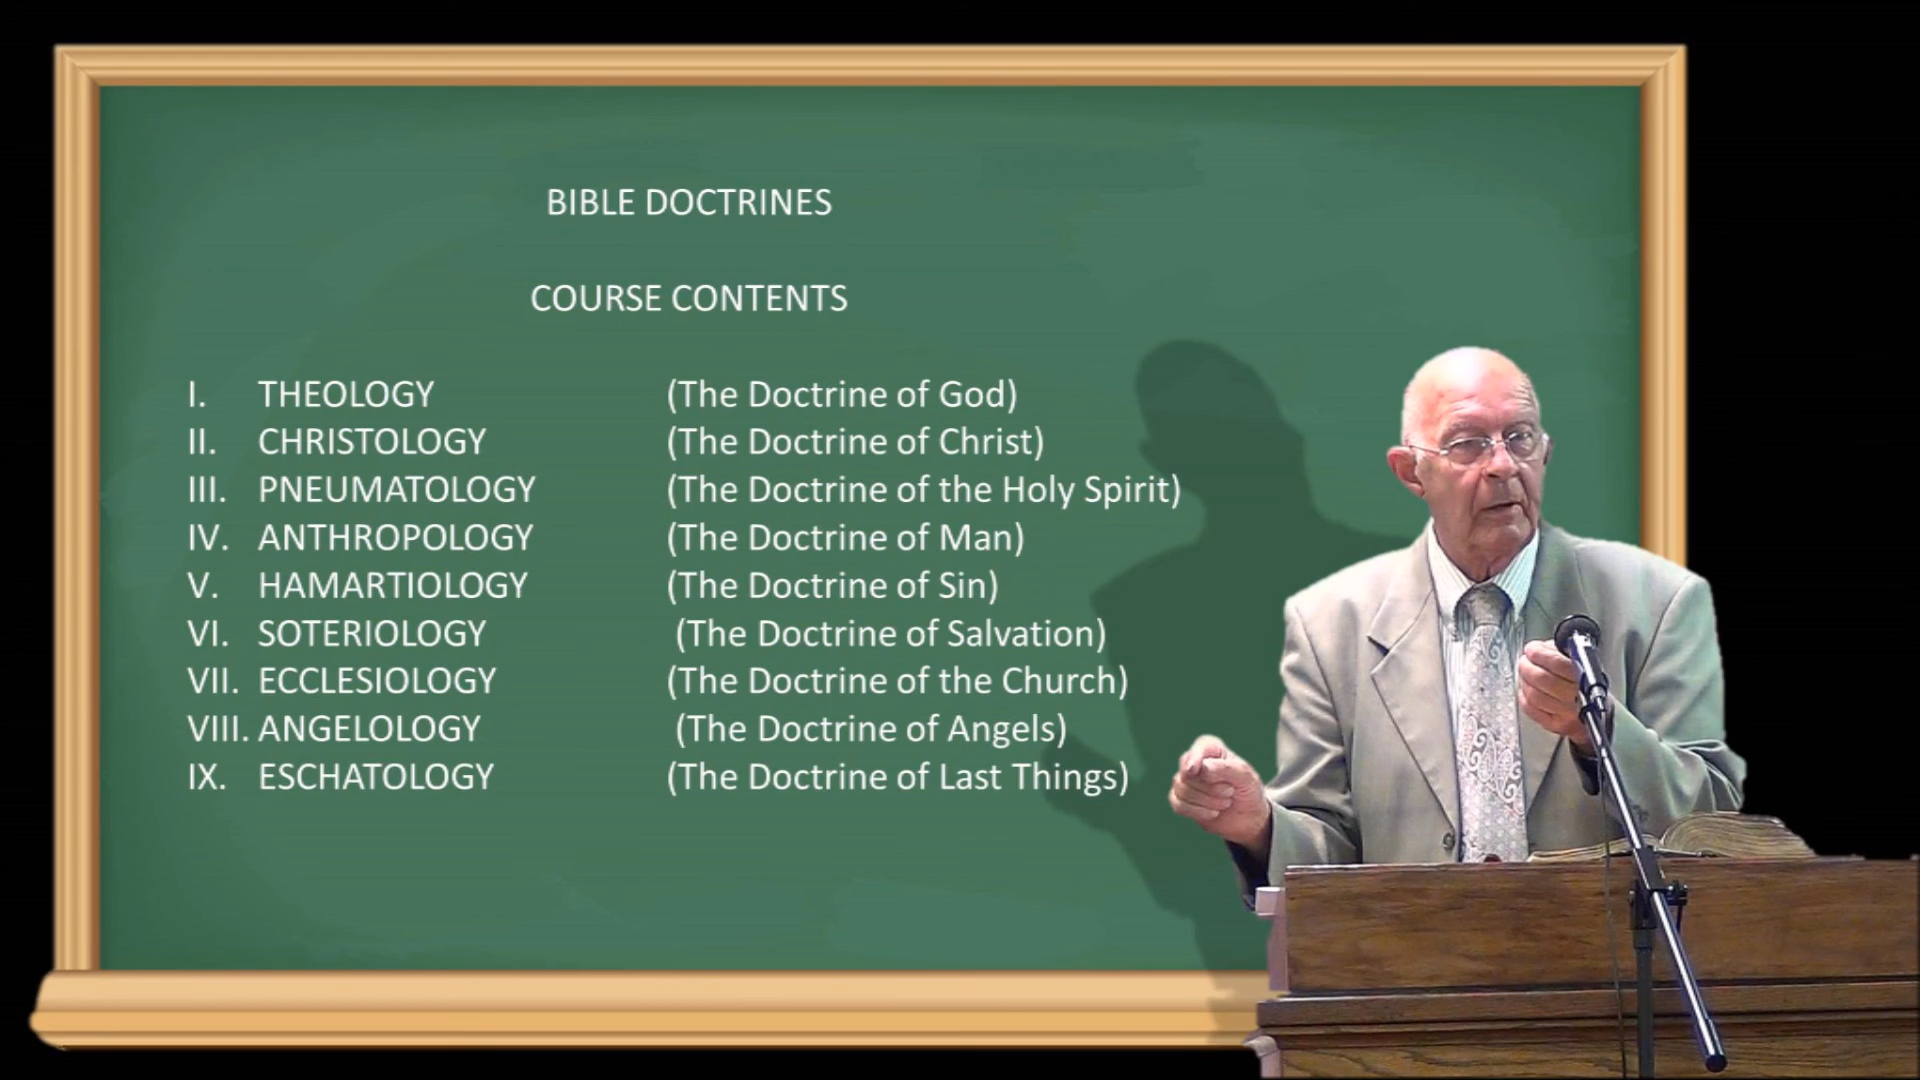 BIBLE DOCTRINES
COURSE CONTENTS
I. THEOLOGY (The Doctrine of God)
II. CHRISTOLOGY (The Doctrine of Christ)
III. PNEUMATOLOGY (The Doctrine of the Holy Spirit)
IV. ANTHROPOLOGY (The Doctrine of Man)
V. HAMARTIOLOGY (The Doctrine of Sin)
VI. SOTERIOLOGY (The Doctrine of Salvation)
VII. ECCLESIOLOGY (The Doctrine of the Church)
VIII. ANGELOLOGY (The Doctrine of Angels)
IX. ESCHATOLOGY (The Doctrine of Last Things)